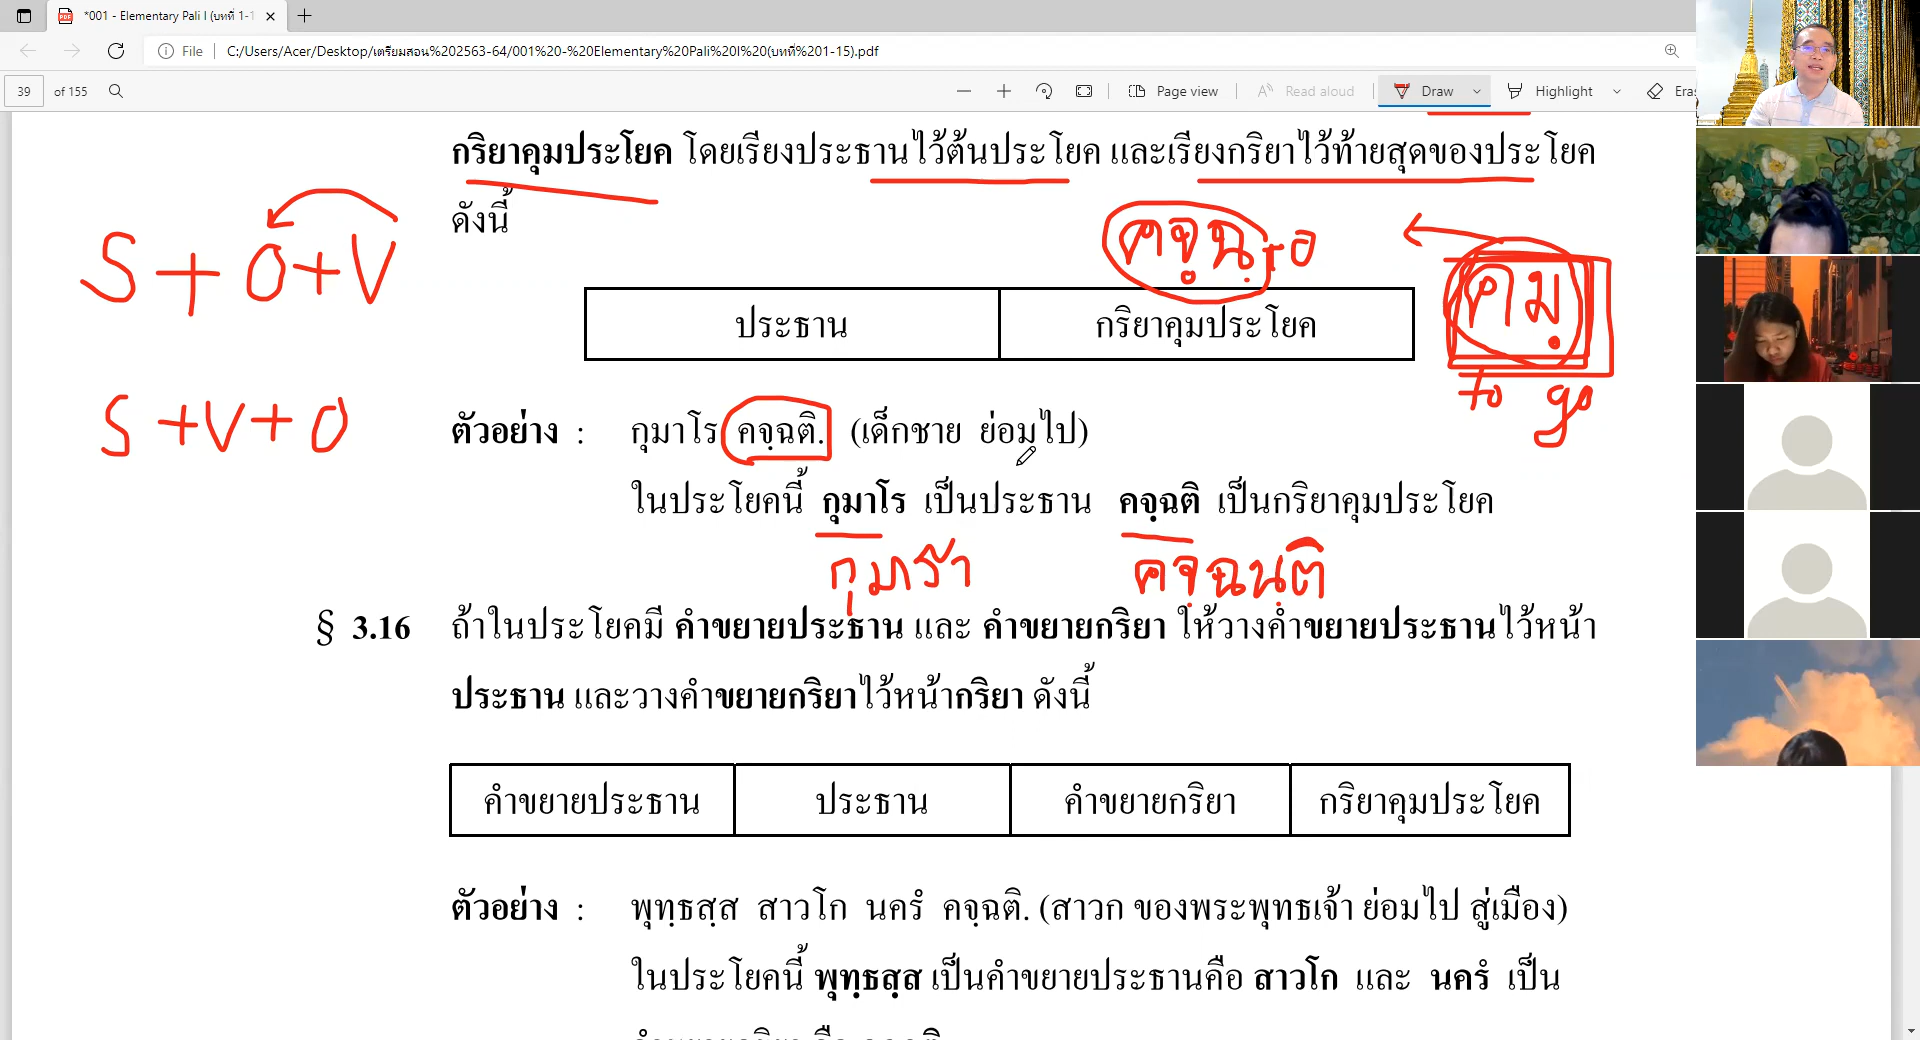 *001 - Elementary Pali I (บทที่ 1-1
File C:/Users/Acer/Desktop/เตรียมสอน%202563-64/001%20-%20Elementary%20Pali%20I%20(บทที่%201-15).pdf
39 of 155 Page view Read aloud Draw Highlight Eras
กริยาคุมประโยค โดยเรียงประธานไว้ต้นประโยค และเรียงกริยาไว้ท้ายสุดของประโยค
ดังนี้
คจฺฉฺ + อ
S + O + V
คมฺ
ประธาน กริยาคุมประโยค
to go
S + V + O
ตัวอย่าง : กุมาโร คจฺฉติ. (เด็กชาย ย่อมไป)
ในประโยคนี้ กุมาโร เป็นประธาน คจฺฉติ เป็นกริยาคุมประโยค
กุมารา คจฺฉนฺติ
§ 3.16 ถ้าในประโยคมี คำขยายประธาน และ คำขยายกริยา ให้วางคำขยายประธานไว้หน้า
ประธาน และวางคำขยายกริยาไว้หน้ากริยา ดังนี้
คำขยายประธาน ประธาน คำขยายกริยา กริยาคุมประโยค
ตัวอย่าง : พุทฺธสฺส สาวโก นครํ คจฺฉติ. (สาวก ของพระพุทธเจ้า ย่อมไป สู่เมือง)
ในประโยคนี้ พุทฺธสฺส เป็นคำขยายประธานคือ สาวโก และ นครํ เป็น